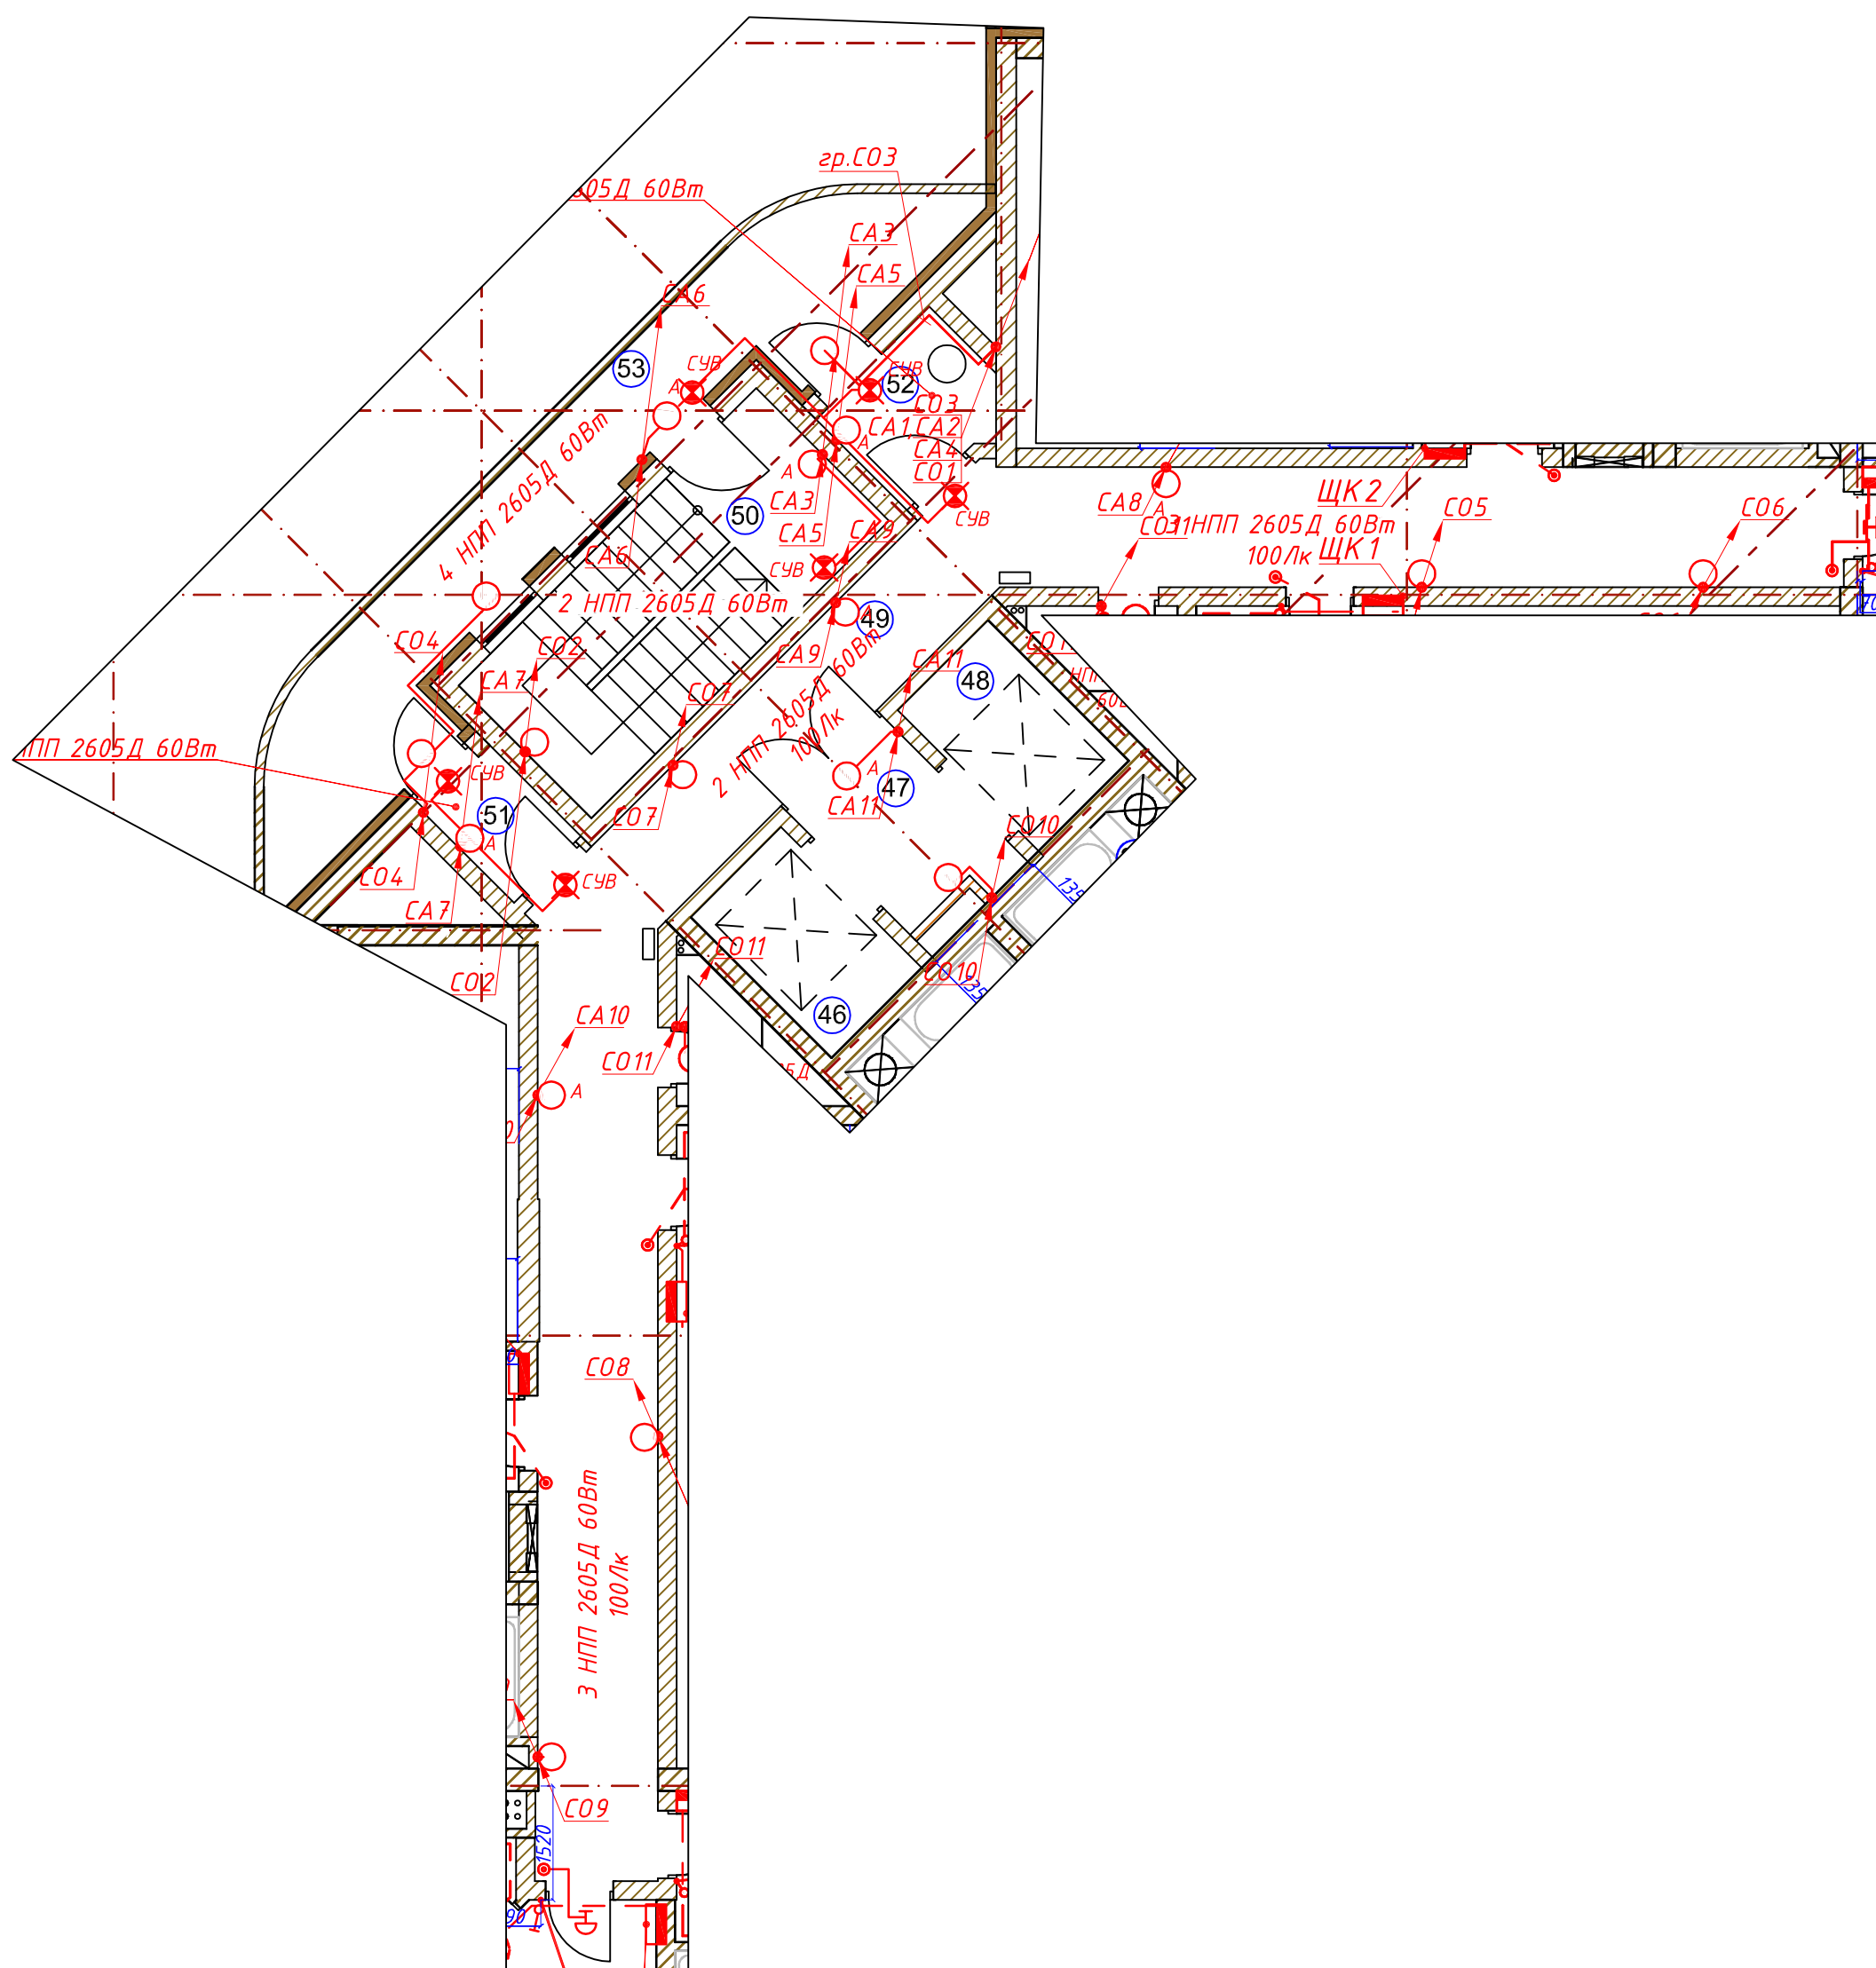 гр.СО3
605Д 60Вт
СА3
СА5
СА6
СУВ
53
А
СУВ
52
СО3
СА1,СА2
А
СА4
СО1
4 НПП 2605Д 60Вт
А
СА3
50
СУВ
СА5
СА9
СА8
А
ЩК2
СО5
СО6
НПП 2605Д 60Вт
100Лк
ЩК1
СА6
СУВ
2 НПП 2605Д 60Вт
49
СО4
СО2
СА9
СА11
48
СА7
СО7
2 НПП 2605Д 60Вт
100Лк
НПП 2605Д 60Вт
СУВ
А
47
51
СО7
СА11
А
СО10
СО4
СУВ
135
СА7
СО11
СО10
135
СО2
46
СА10
СО11
А
СО8
3 НПП 2605Д 60Вт
100Лк
СО9
1520
90